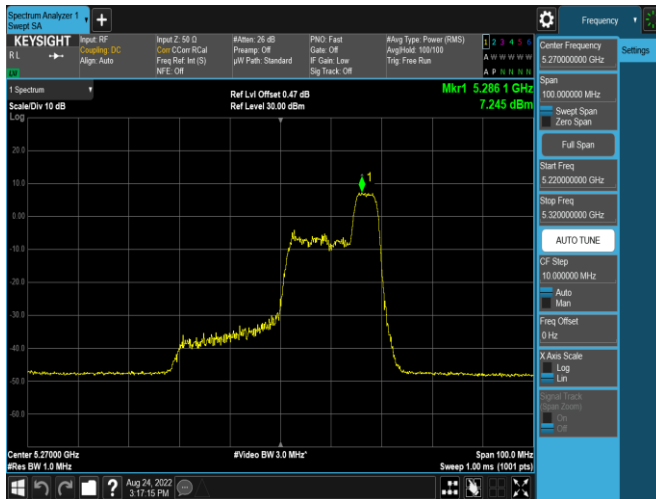 Spectrum Analyzer 1
Swept SA
+
Frequency
KEYSIGHT
R L
Input: RF
Coupling: DC
Align: Auto
Input Z: 50 Ω
Corr CCorr RCal
Freq Ref: Int (S)
NFE: Off
#Atten: 26 dB
Preamp: Off
µW Path: Standard
PNO: Fast
Gate: Off
IF Gain: Low
Sig Track: Off
#Avg Type: Power (RMS)
Avg|Hold: 100/100
Trig: Free Run
1 2 3 4 5 6
A W W W W W
A P N N N N
1 Spectrum
Scale/Div 10 dB
Log
Ref Lvl Offset 0.47 dB
Ref Level 30.00 dBm
Mkr1 5.286 1 GHz
7.245 dBm
1
20.0
10.0
0.00
-10.0
-20.0
-30.0
-40.0
-50.0
-60.0
Center 5.27000 GHz
#Res BW 1.0 MHz
#Video BW 3.0 MHz*
Span 100.0 MHz
Sweep 1.00 ms (1001 pts)
?
Aug 24, 2022
3:17:15 PM
Center Frequency
5.270000000 GHz
Settings
Span
100.000000 MHz
Swept Span
Zero Span
Full Span
Start Freq
5.220000000 GHz
Stop Freq
5.320000000 GHz
AUTO TUNE
CF Step
10.000000 MHz
Auto
Man
Freq Offset
0 Hz
X Axis Scale
Log
Lin
Signal Track
(Span Zoom)
On
Off